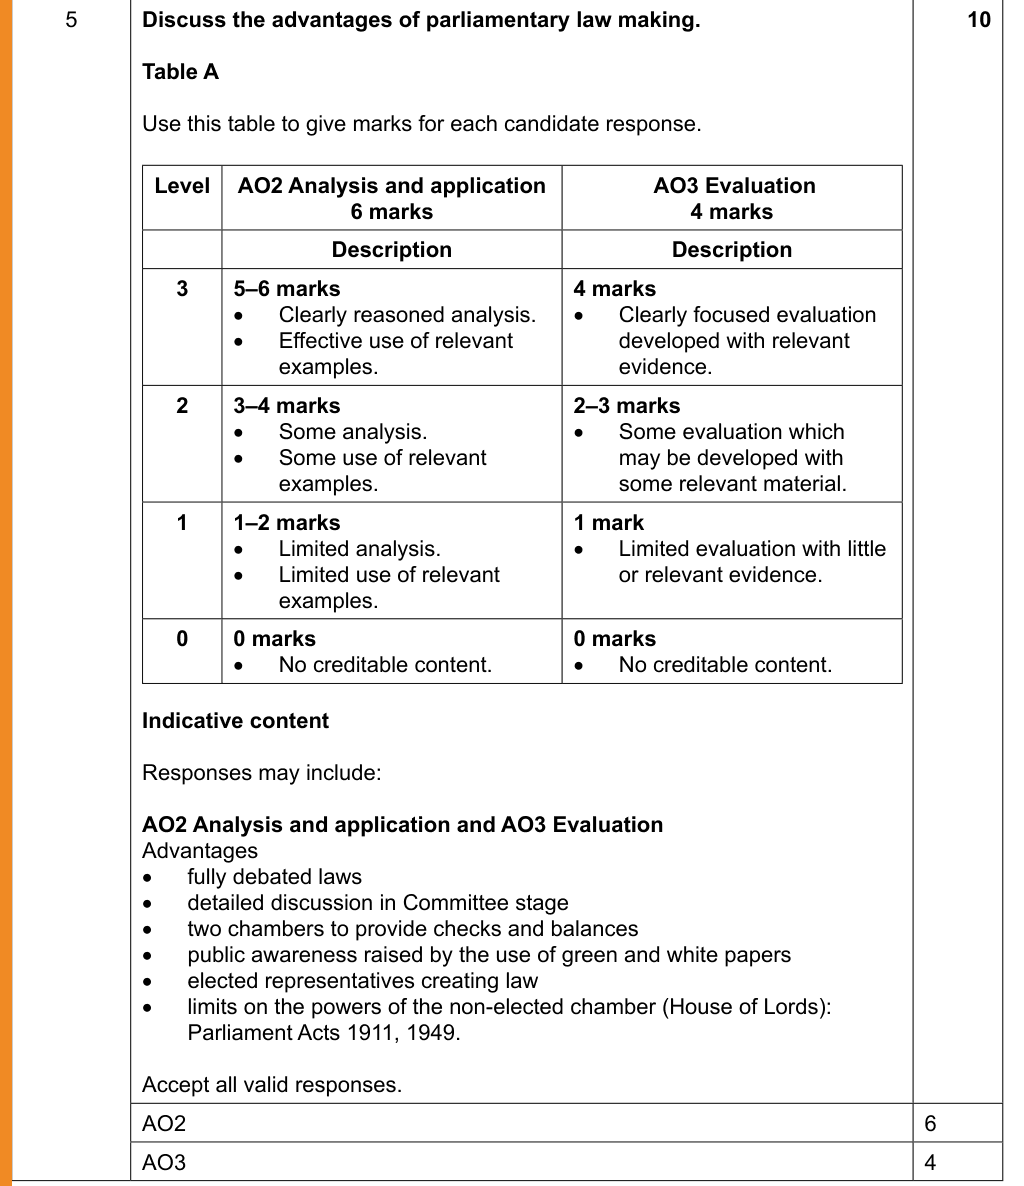 5 Discuss the advantages of parliamentary law making. 10
Table A
Use this table to give marks for each candidate response.
Level AO2 Analysis and application AO3 Evaluation
6 marks 4 marks
Description Description
3 5–6 marks 4 marks
• Clearly reasoned analysis. • Clearly focused evaluation
• Effective use of relevant developed with relevant
examples. evidence.
2 3–4 marks 2–3 marks
• Some analysis. • Some evaluation which
• Some use of relevant may be developed with
examples. some relevant material.
1 1–2 marks 1 mark
• Limited analysis. • Limited evaluation with little
• Limited use of relevant or relevant evidence.
examples.
0 0 marks 0 marks
• No creditable content. • No creditable content.
Indicative content
Responses may include:
AO2 Analysis and application and AO3 Evaluation
Advantages
• fully debated laws
• detailed discussion in Committee stage
• two chambers to provide checks and balances
• public awareness raised by the use of green and white papers
• elected representatives creating law
• limits on the powers of the non-elected chamber (House of Lords):
Parliament Acts 1911, 1949.
Accept all valid responses.
AO2 6
AO3 4